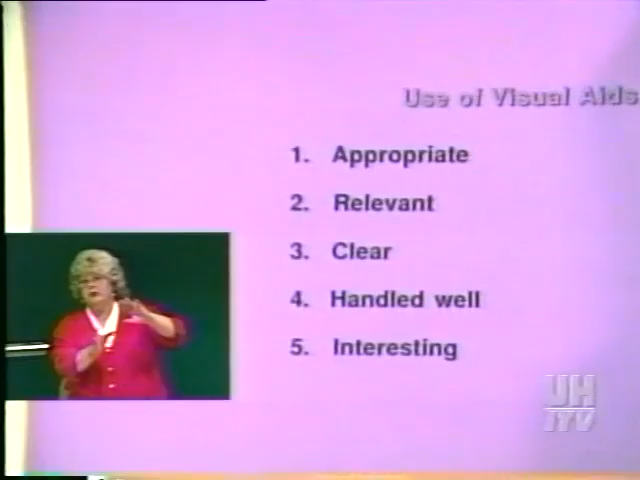 Use of Visual Aids
1. Appropriate
2. Relevant
3. Clear
4. Handled well
5. Interesting
UH
ITV